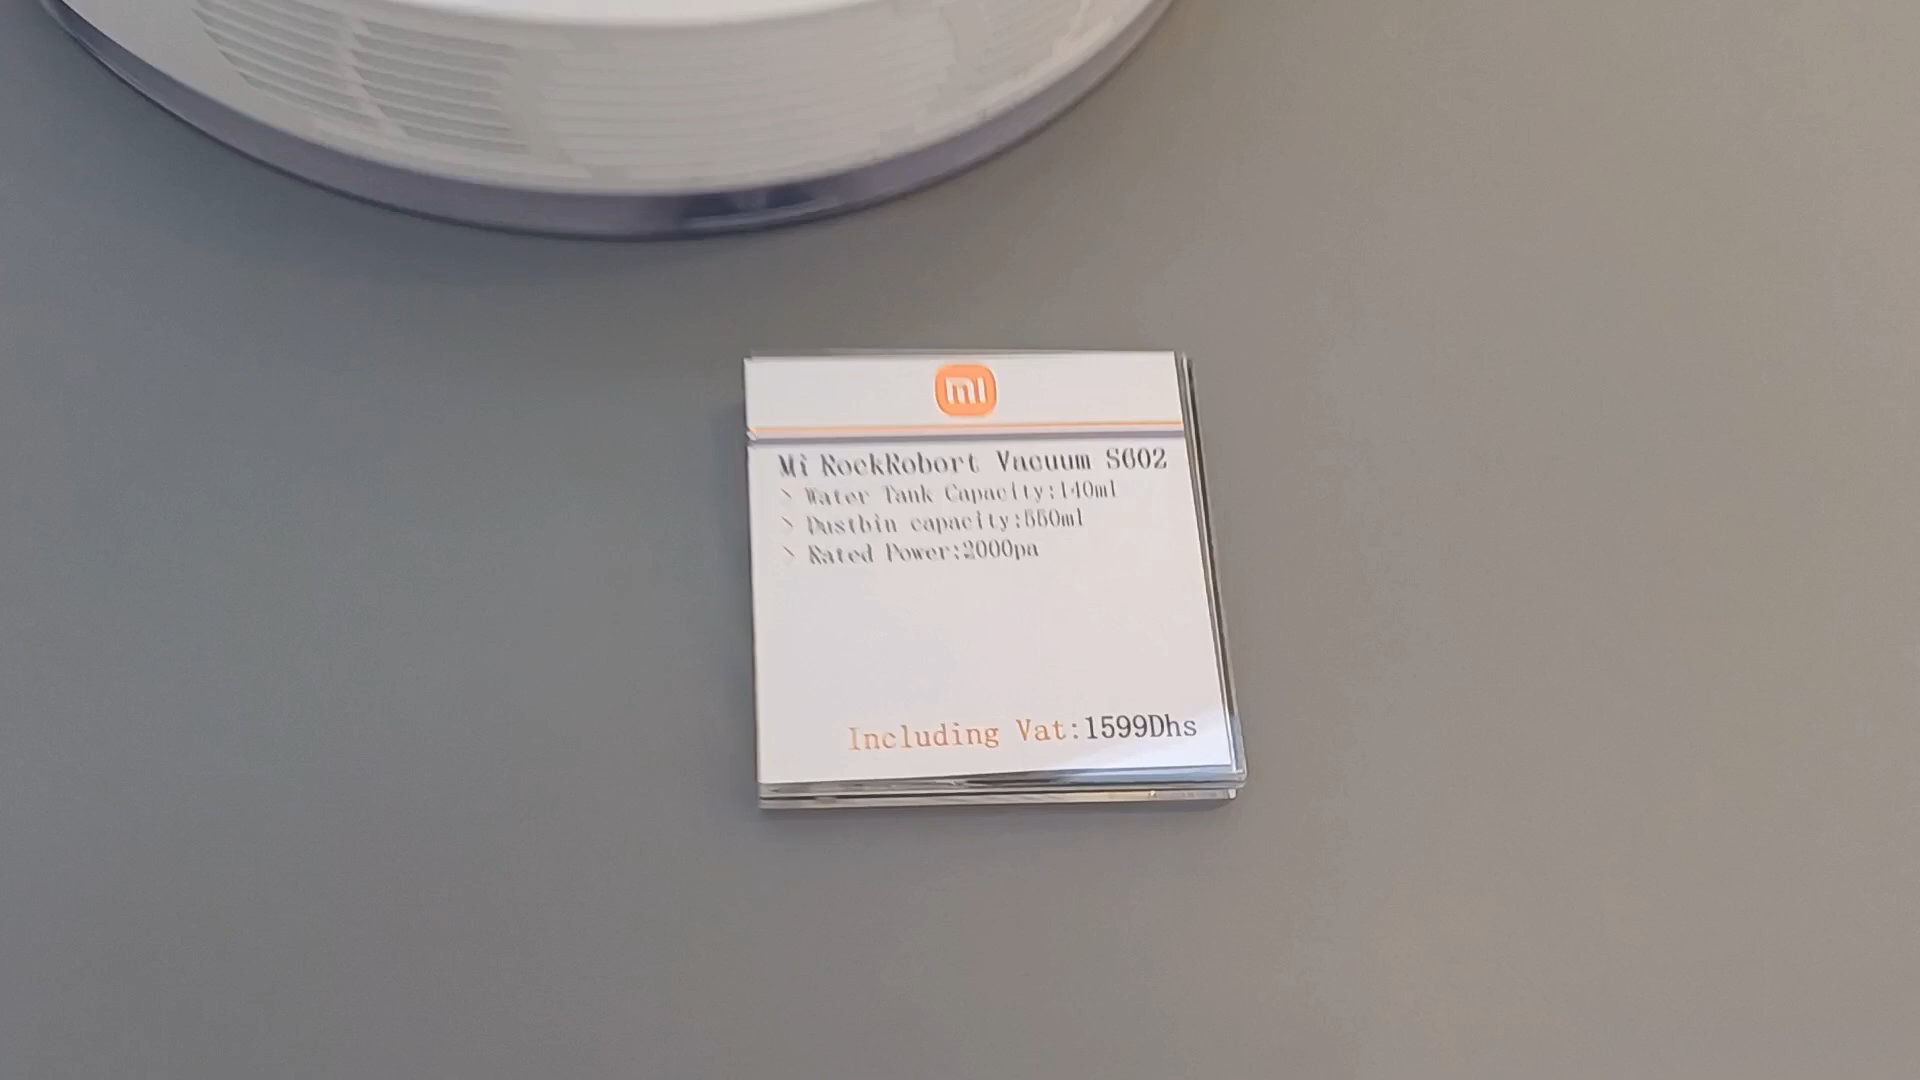 mi
Mi RockRobort Vacuum S602
> Water Tank Capacity:140ml
> Dustbin capacity:550ml
> Rated Power:2000pa
Including Vat:1599Dhs